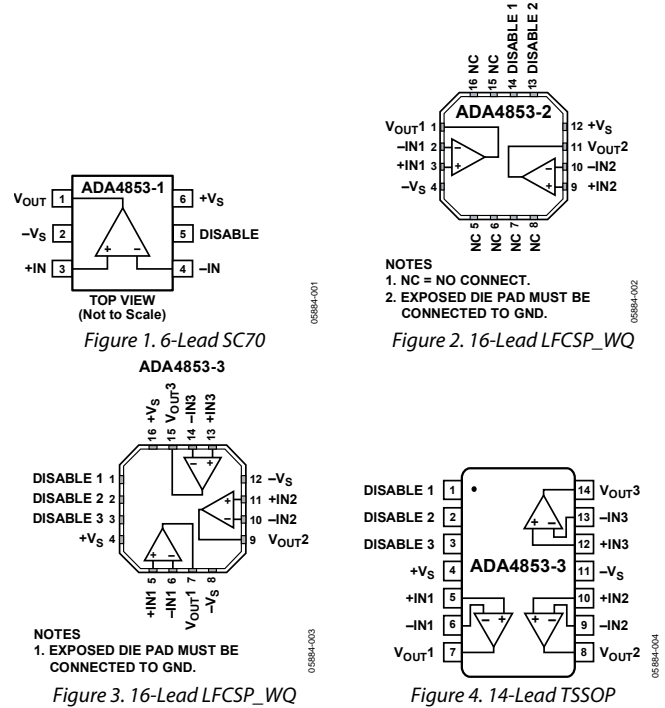 ADA4853-1
VOUT 1
–VS 2
+IN 3
6 +VS
5 DISABLE
4 –IN
+ –
TOP VIEW
(Not to Scale)
05884-001
Figure 1. 6-Lead SC70
16 NC
15 NC
14 DISABLE 1
13 DISABLE 2
ADA4853-2
VOUT1 1
–IN1 2
+IN1 3
–VS 4
– +
12 +VS
11 VOUT2
10 –IN2
9 +IN2
– +
NC 5
NC 6
NC 7
NC 8
NOTES
1. NC = NO CONNECT.
2. EXPOSED DIE PAD MUST BE
CONNECTED TO GND.
05884-002
Figure 2. 16-Lead LFCSP_WQ
ADA4853-3
16 +VS
15 VOUT3
14 –IN3
13 +IN3
– +
DISABLE 1 1
DISABLE 2 2
DISABLE 3 3
+VS 4
12 –VS
11 +IN2
10 –IN2
9 VOUT2
+ –
+ –
+IN1 5
–IN1 6
VOUT1 7
–VS 8
NOTES
1. EXPOSED DIE PAD MUST BE
CONNECTED TO GND.
05884-003
Figure 3. 16-Lead LFCSP_WQ
DISABLE 1 1
DISABLE 2 2
DISABLE 3 3
+VS 4
+IN1 5
–IN1 6
VOUT1 7
ADA4853-3
14 VOUT3
13 –IN3
12 +IN3
11 –VS
10 +IN2
9 –IN2
8 VOUT2
+ –
– +
– +
05884-004
Figure 4. 14-Lead TSSOP